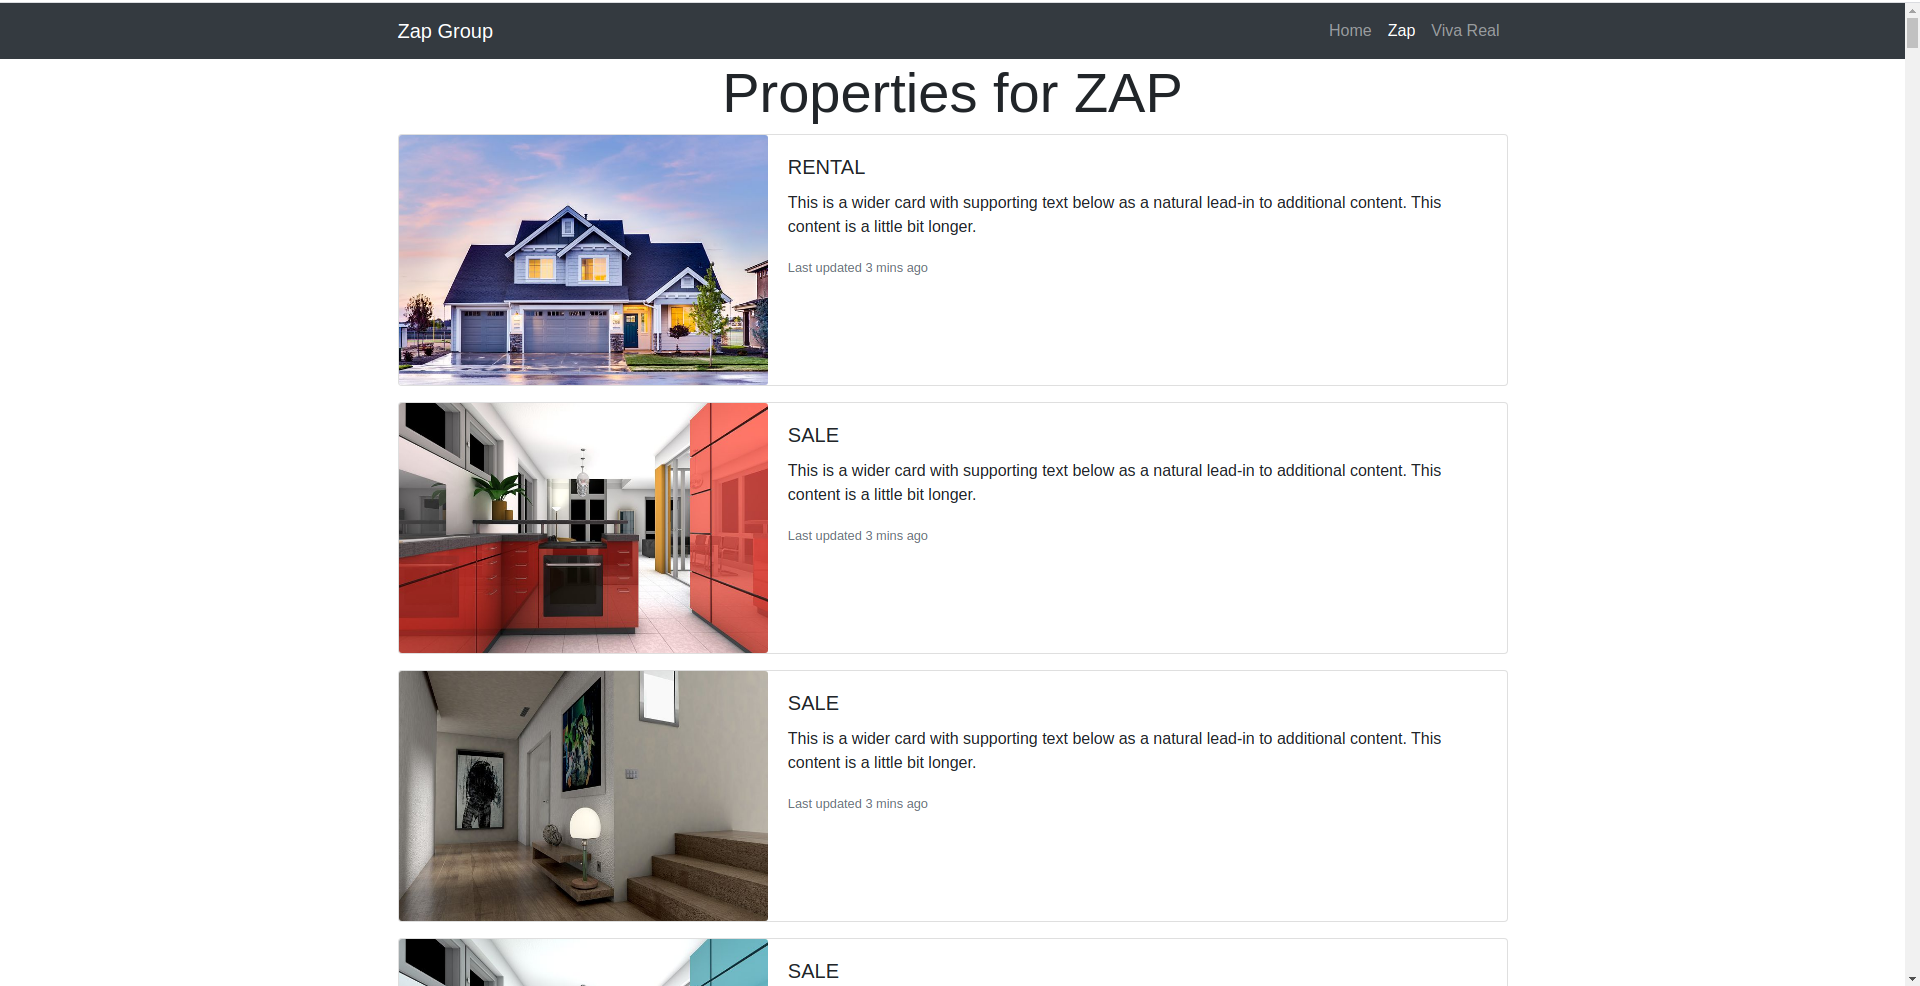 Zap Group
Home Zap Viva Real
Properties for ZAP
RENTAL
This is a wider card with supporting text below as a natural lead-in to additional content. This
content is a little bit longer.
Last updated 3 mins ago
SALE
This is a wider card with supporting text below as a natural lead-in to additional content. This
content is a little bit longer.
Last updated 3 mins ago
SALE
This is a wider card with supporting text below as a natural lead-in to additional content. This
content is a little bit longer.
Last updated 3 mins ago
SALE